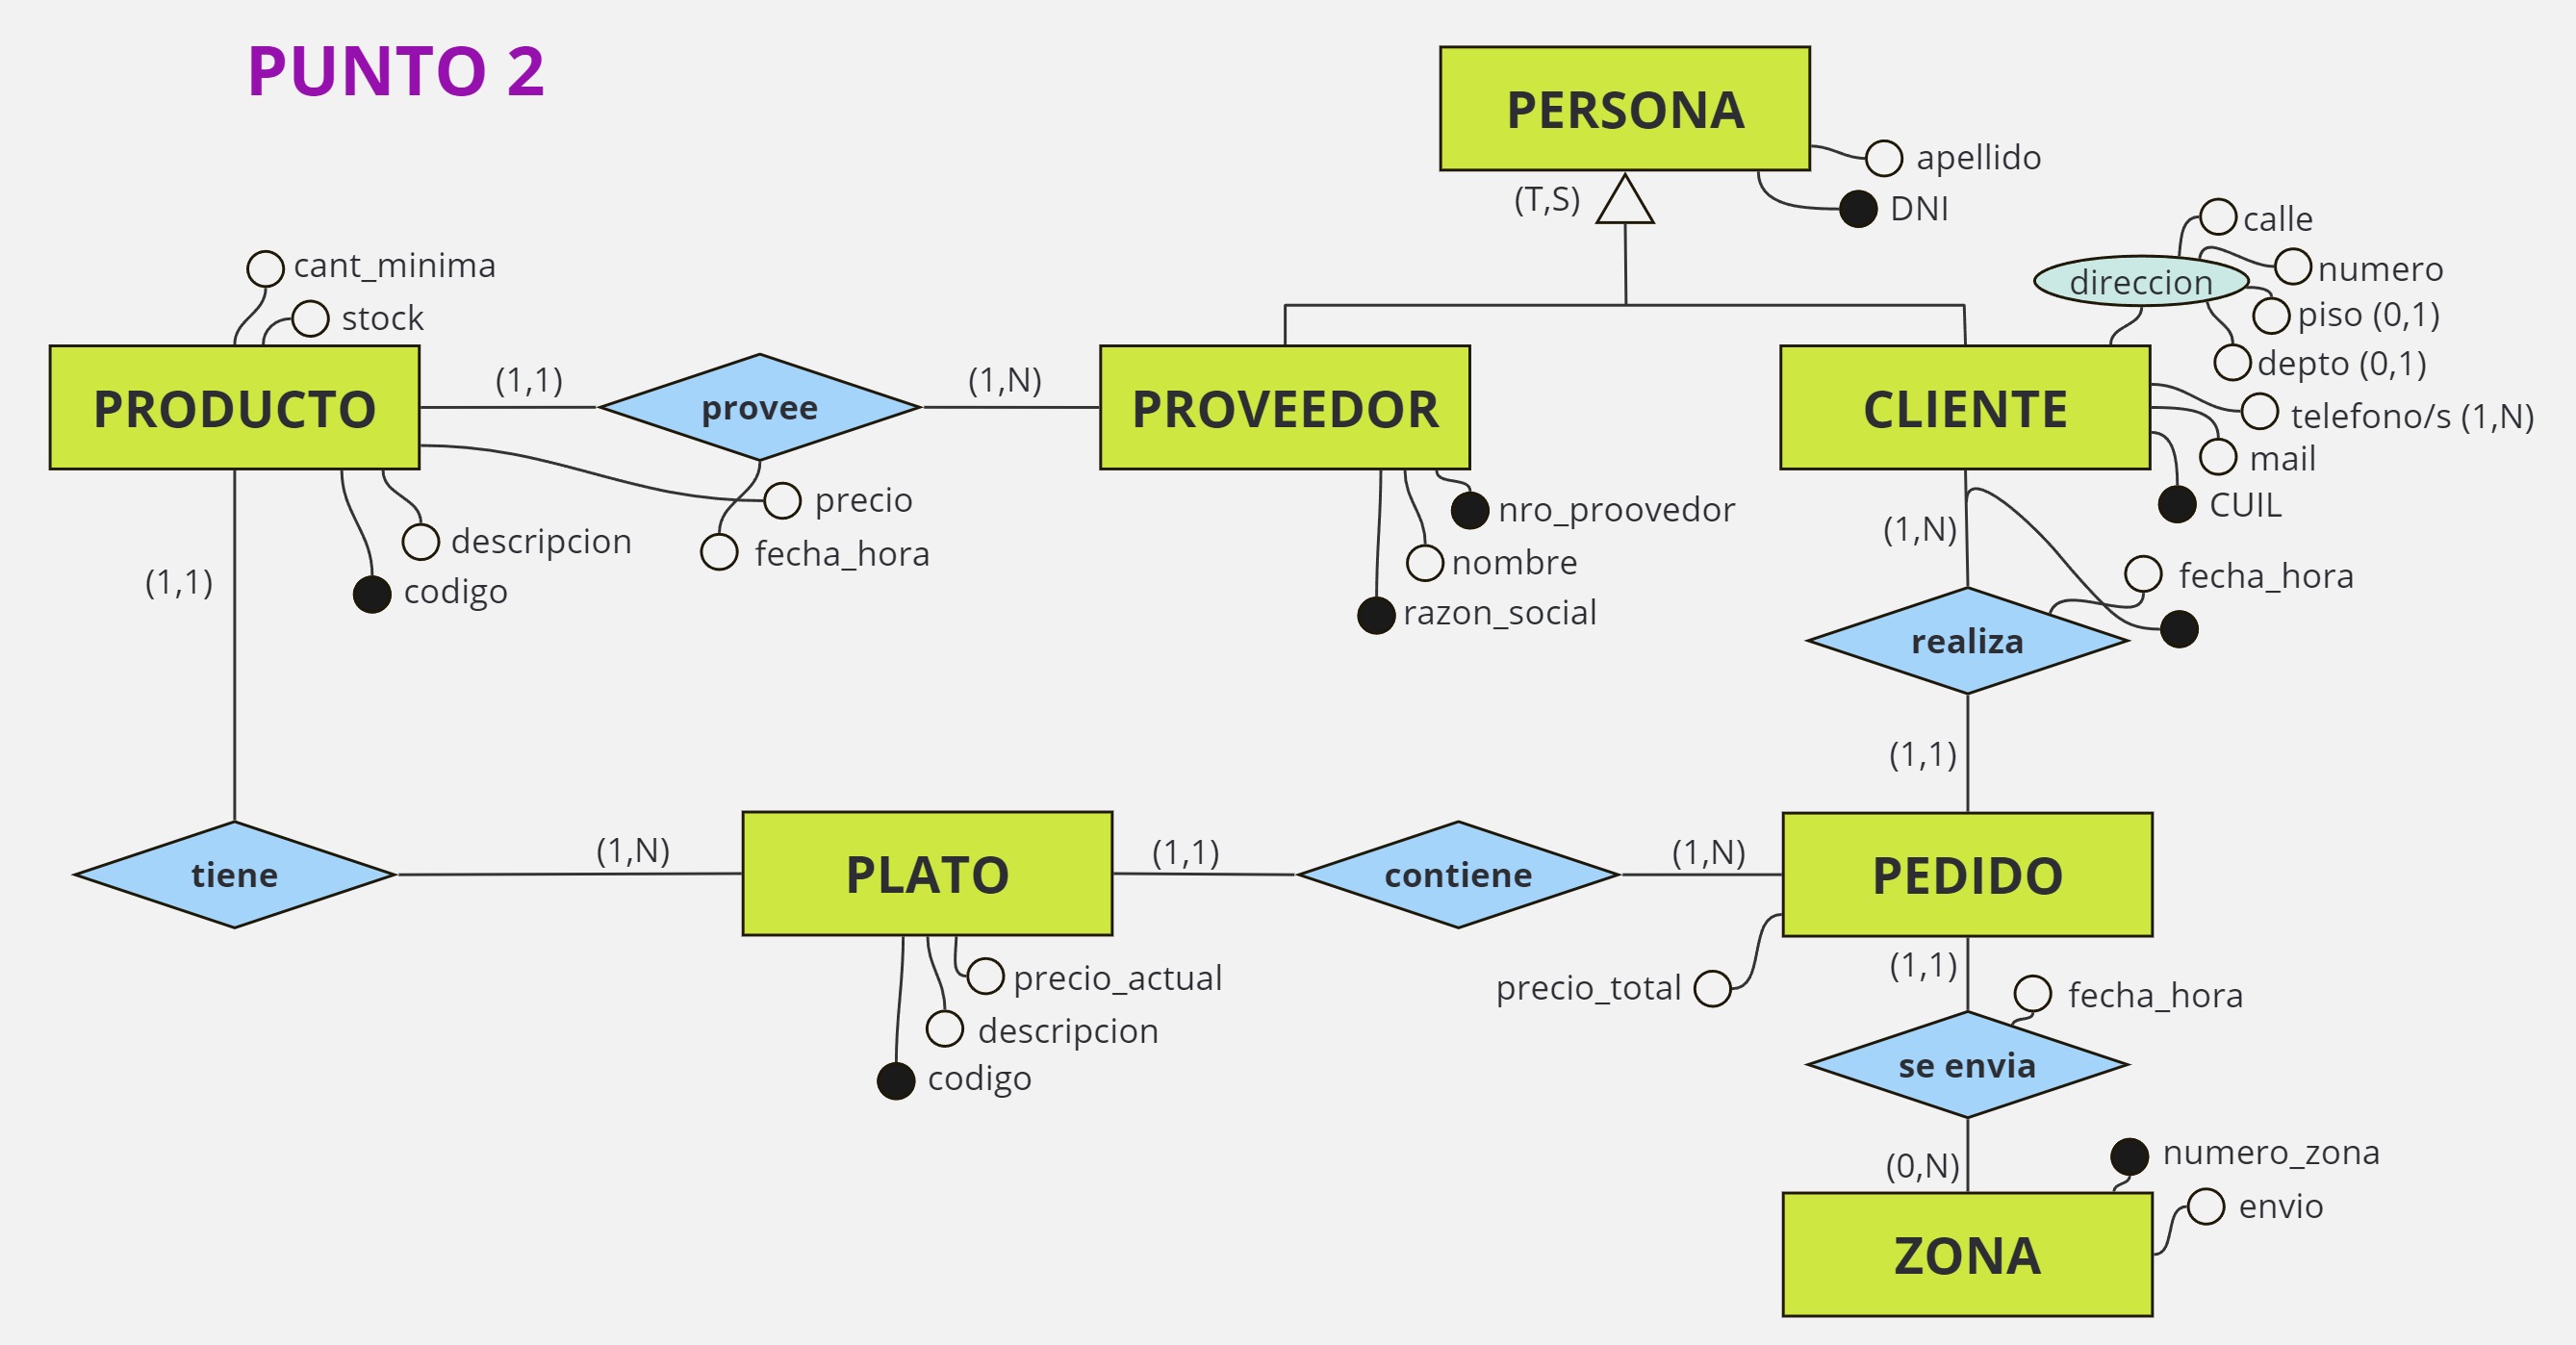 PUNTO 2
PERSONA
apellido
DNI
(T,S)
calle
numero
direccion
piso (0,1)
depto (0,1)
cant_minima
stock
PRODUCTO
(1,1)
provee
(1,N)
PROVEEDOR
CLIENTE
telefono/s (1,N)
mail
CUIL
precio
fecha_hora
descripcion
codigo
nro_proovedor
nombre
razon_social
(1,N)
fecha_hora
realiza
(1,1)
(1,1)
tiene
(1,N)
PLATO
(1,1)
contiene
(1,N)
PEDIDO
precio_actual
descripcion
codigo
precio_total
(1,1)
fecha_hora
se envia
(0,N)
numero_zona
envio
ZONA